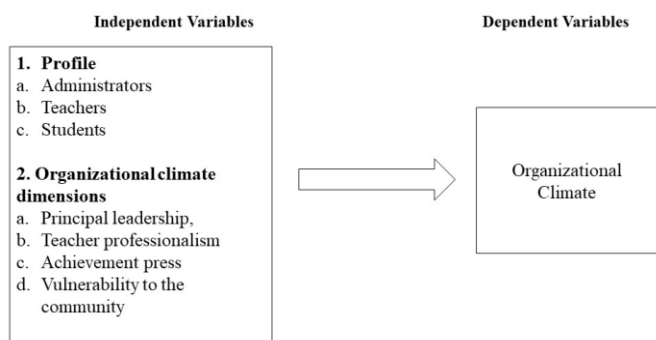 Independent Variables
Dependent Variables
1. Profile
a. Administrators
b. Teachers
c. Students
2. Organizational climate
dimensions
a. Principal leadership,
b. Teacher professionalism
c. Achievement press
d. Vulnerability to the
community
Organizational
Climate